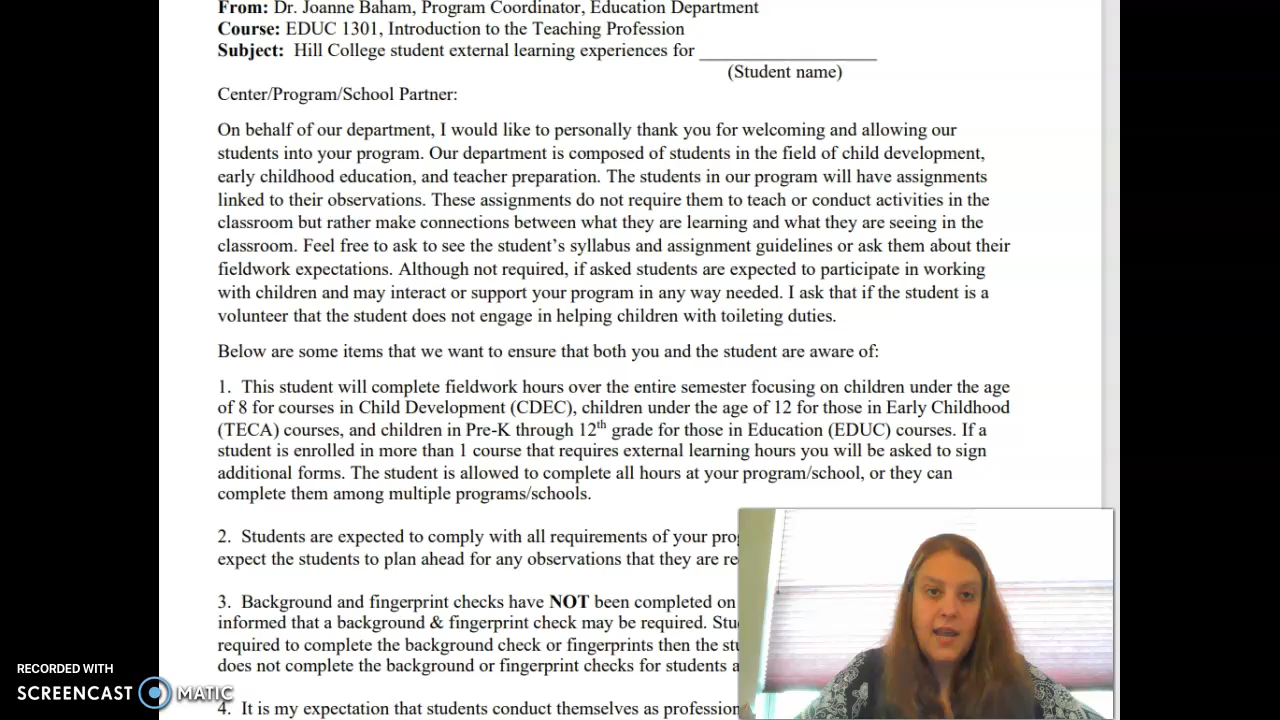 From: Dr. Joanne Baham, Program Coordinator, Education Department
Course: EDUC 1301, Introduction to the Teaching Profession
Subject: Hill College student external learning experiences for ___________________
(Student name)
Center/Program/School Partner:
On behalf of our department, I would like to personally thank you for welcoming and allowing our
students into your program. Our department is composed of students in the field of child development,
early childhood education, and teacher preparation. The students in our program will have assignments
linked to their observations. These assignments do not require them to teach or conduct activities in the
classroom but rather make connections between what they are learning and what they are seeing in the
classroom. Feel free to ask to see the student's syllabus and assignment guidelines or ask them about their
fieldwork expectations. Although not required, if asked students are expected to participate in working
with children and may interact or support your program in any way needed. I ask that if the student is a
volunteer that the student does not engage in helping children with toileting duties.
Below are some items that we want to ensure that both you and the student are aware of:
1. This student will complete fieldwork hours over the entire semester focusing on children under the age
of 8 for courses in Child Development (CDEC), children under the age of 12 for those in Early Childhood
(TECA) courses, and children in Pre-K through 12th grade for those in Education (EDUC) courses. If a
student is enrolled in more than 1 course that requires external learning hours you will be asked to sign
additional forms. The student is allowed to complete all hours at your program/school, or they can
complete them among multiple programs/schools.
2. Students are expected to comply with all requirements of your
expect the students to plan ahead for any observations that they are
3. Background and fingerprint checks have NOT been completed on
informed that a background & fingerprint check may be required.
required to complete the background check or fingerprints then the
does not complete the background or fingerprint checks for students
4. It is my expectation that students conduct themselves as
RECORDED WITH
SCREENCAST MATIC